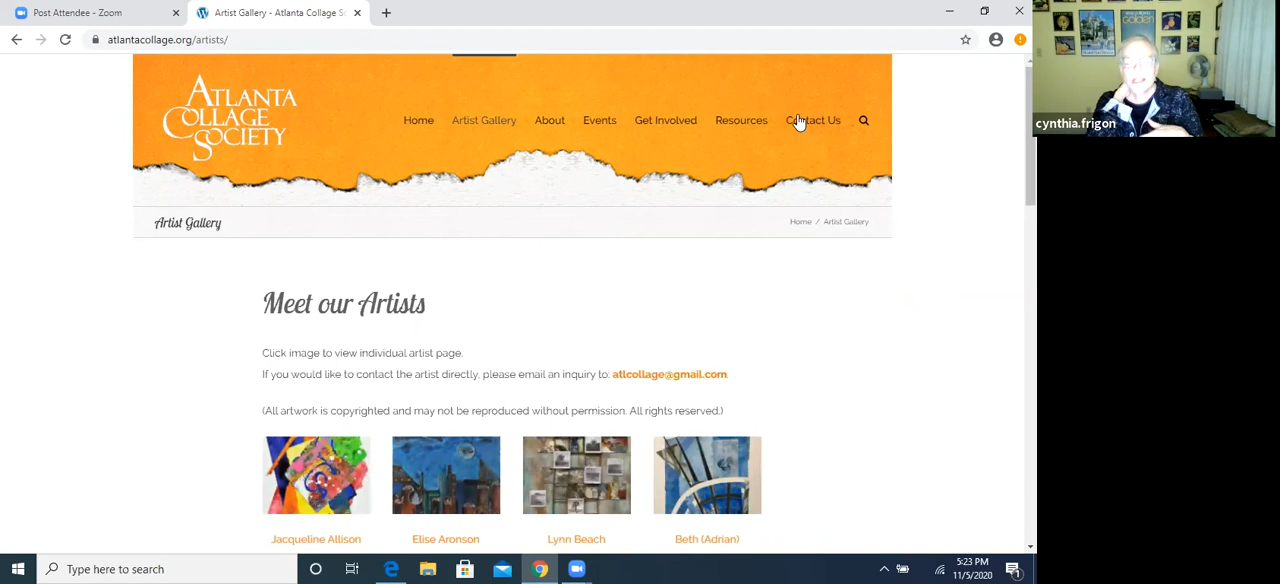 Post Attendee - Zoom
Artist Gallery - Atlanta Collage So
atlantacollage.org/artists/
ATLANTA
COLLAGE
SOCIETY
Home
Artist Gallery
About
Events
Get Involved
Resources
Contact Us
Artist Gallery
Home / Artist Gallery
Meet our Artists
Click image to view individual artist page.
If you would like to contact the artist directly, please email an inquiry to: atlcollage@gmail.com.
(All artwork is copyrighted and may not be reproduced without permission. All rights reserved.)
Jacqueline Allison
Elise Aronson
Lynn Beach
Beth (Adrian)
cynthia.frigon
Golden
Type here to search
5:23 PM
11/5/2020
1